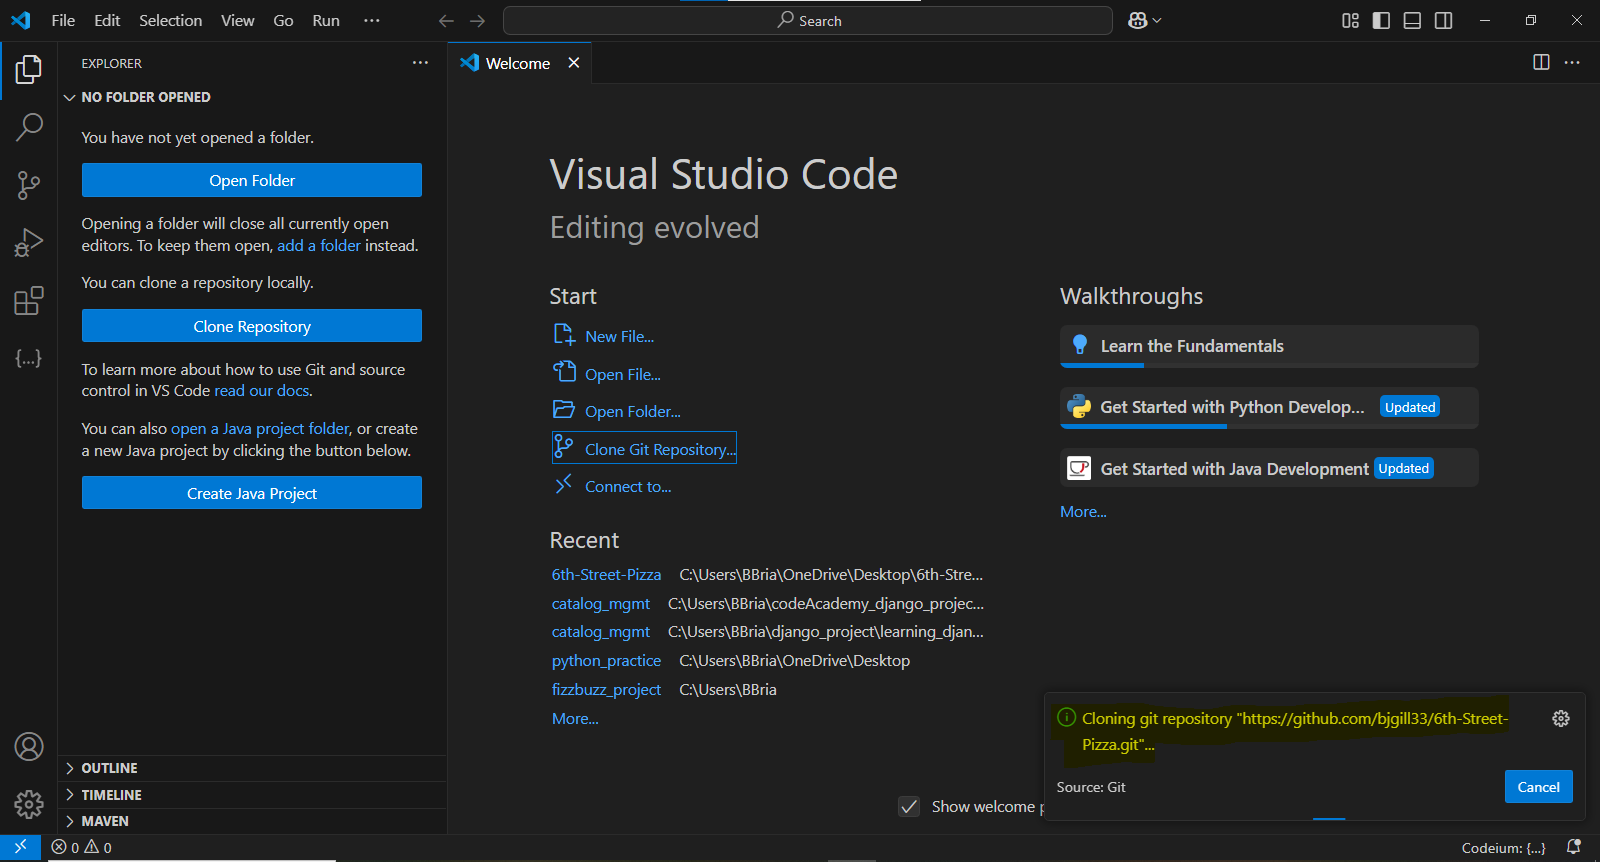 File Edit Selection View Go Run ···
Search
EXPLORER
NO FOLDER OPENED
You have not yet opened a folder.
Open Folder
Opening a folder will close all currently open
editors. To keep them open, add a folder instead.
You can clone a repository locally.
Clone Repository
To learn more about how to use Git and source
control in VS Code read our docs.
You can also open a Java project folder, or create
a new Java project by clicking the button below.
Create Java Project
OUTLINE
TIMELINE
MAVEN
Welcome
Visual Studio Code
Editing evolved
Start
New File...
Open File...
Open Folder...
Clone Git Repository...
Connect to...
Recent
6th-Street-Pizza C:\Users\BBria\OneDrive\Desktop\6th-Stre...
catalog_mgmt C:\Users\BBria\codeAcademy_django_projec...
catalog_mgmt C:\Users\BBria\django_project\learning_djan...
python_practice C:\Users\BBria\OneDrive\Desktop
fizzbuzz_project C:\Users\BBria
More...
Walkthroughs
Learn the Fundamentals
Get Started with Python Develop... Updated
Get Started with Java Development Updated
More...
Show welcome p
Cloning git repository "https://github.com/bjgill33/6th-Street-
Pizza.git"...
Source: Git
Cancel
0 0
Codeium: {...}